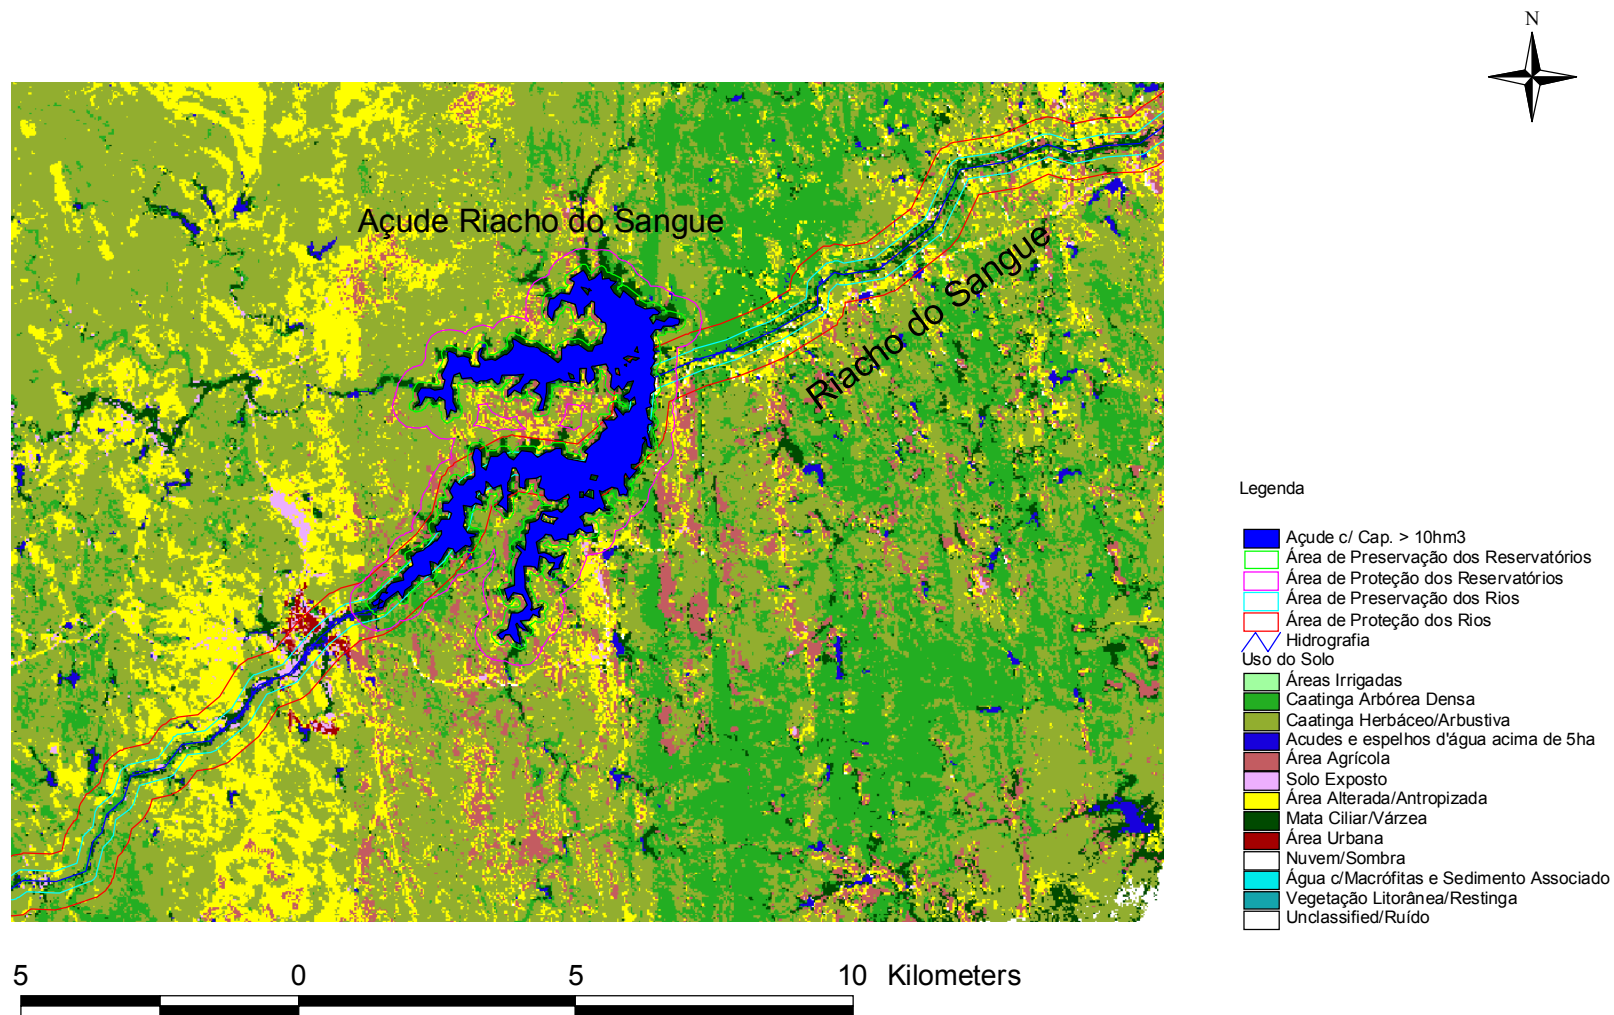 N
Açude Riacho do Sangue
Riacho do Sangue
Legenda
Açude c/ Cap. > 10hm3
Área de Preservação dos Reservatórios
Área de Proteção dos Reservatórios
Área de Preservação dos Rios
Área de Proteção dos Rios
Hidrografia
Uso do Solo
Áreas Irrigadas
Caatinga Arbórea Densa
Caatinga Herbáceo/Arbustiva
Acudes e espelhos d'água acima de 5ha
Área Agrícola
Solo Exposto
Área Alterada/Antropizada
Mata Ciliar/Várzea
Área Urbana
Nuvem/Sombra
Água c/Macrófitas e Sedimento Associado
Vegetação Litorânea/Restinga
Unclassified/Ruído
5 0 5 10 Kilometers